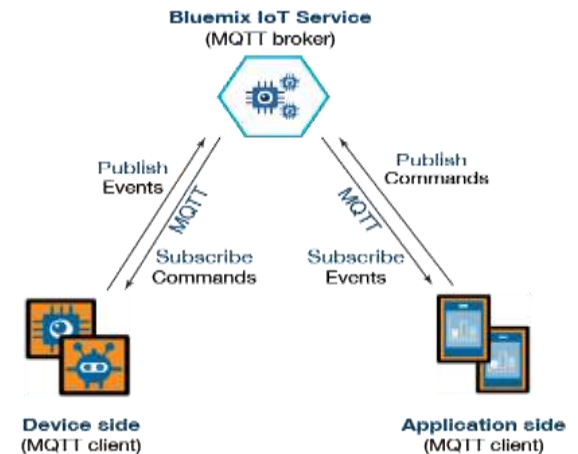 Bluemix IoT Service
(MQTT broker)
Publish
Events
MQTT
Subscribe
Commands
Publish
Commands
MQTT
Subscribe
Events
Device side
(MQTT client)
Application side
(MQTT client)